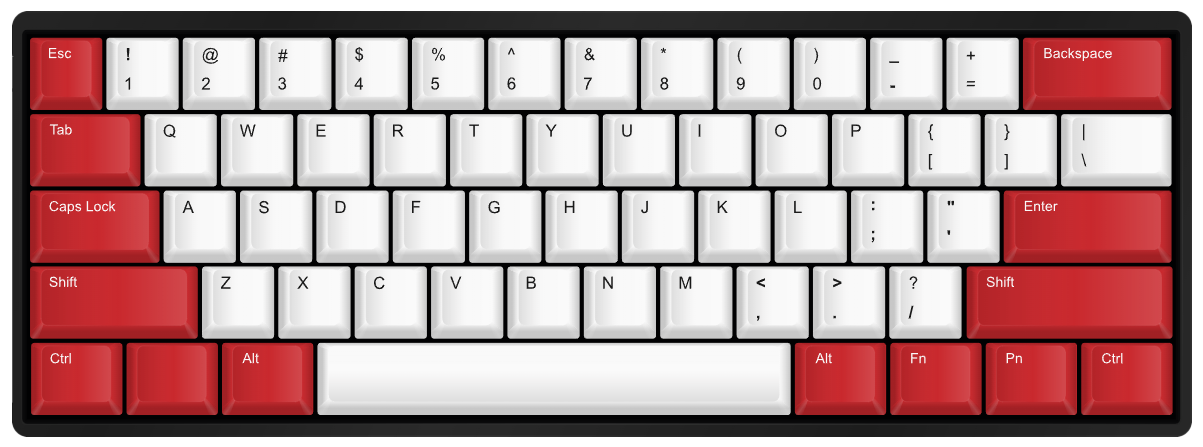 Esc ! @ # $ % ^ & * ( ) _ + Backspace
1 2 3 4 5 6 7 8 9 0 - =
Tab Q W E R T Y U I O P { } |
[ ] \
Caps Lock A S D F G H J K L : " Enter
; '
Shift Z X C V B N M < > ? Shift
, . /
Ctrl Alt Alt Fn Pn Ctrl